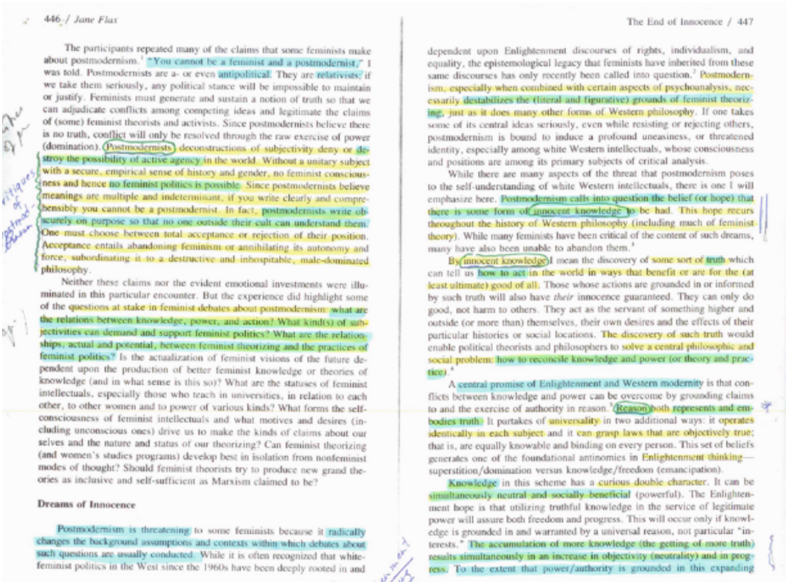 446 / Jane Flax
The participants repeated many of the claims that some feminists make
about postmodernism.¹ "You cannot be a feminist and a postmodernist," I
was told. Postmodernists are a- or even antipolitical. They are relativists; if
we take them seriously, any political stance will be impossible to maintain
or justify. Feminists must generate and sustain a notion of truth so that we
can adjudicate conflicts among competing ideas and legitimate the claims
of (some) feminist theorists and activists. Since postmodernists believe there
is no truth, conflict will only be resolved through the raw exercise of power
(domination). Postmodernists' deconstructions of subjectivity deny or de-
stroy the possibility of active agency in the world. Without a unitary subject
with a secure, empirical sense of history and gender, no feminist conscious-
ness and hence no feminist politics is possible. Since postmodernists believe
meanings are multiple and indeterminant, if you write clearly and compre-
hensibly you cannot be a postmodernist. In fact, postmodernists write ob-
scurely on purpose so that no one outside their cult can understand them.
One must choose between total acceptance or rejection of their position.
Acceptance entails abandoning feminism or annihilating its autonomy and
force, subordinating it to a destructive and inhospitable, male-dominated
philosophy.
Neither these claims nor the evident emotional investments were illu-
minated in this particular encounter. But the experience did highlight some
of the questions at stake in feminist debates about postmodernism: what are
the relations between knowledge, power, and action? What kind(s) of sub-
jectivities can demand and support feminist politics? What are the relation-
ships, actual and potential, between feminist theorizing and the practices of
feminist politics? Is the actualization of feminist visions of the future de-
pendent upon the production of better feminist knowledge or theories of
knowledge (and in what sense is this so)? What are the statuses of feminist
intellectuals, especially those who teach in universities, in relation to each
other, to other women and to power of various kinds? What forms the self-
consciousness of feminist intellectuals and what motives and desires (in-
cluding unconscious ones) drive us to make the kinds of claims about our
selves and the nature and status of our theorizing? Can feminist theorizing
(and women's studies programs) develop best in isolation from nonfeminist
modes of thought? Should feminist theorists try to produce new grand the-
ories as inclusive and self-sufficient as Marxism claimed to be?
Dreams of Innocence
Postmodernism is threatening to some feminists because it radically
changes the background assumptions and contexts within which debates about
such questions are usually conducted. While it is often recognized that white-
feminist politics in the West since the 1960s have been deeply rooted in and
The End of Innocence / 447
dependent upon Enlightenment discourses of rights, individualism, and
equality, the epistemological legacy that feminists have inherited from these
same discourses has only recently been called into question.² Postmodern-
ism, especially when combined with certain aspects of psychoanalysis, nec-
essarily destabilizes the (literal and figurative) grounds of feminist theoriz-
ing, just as it does many other forms of Western philosophy. If one takes
some of its central ideas seriously, even while resisting or rejecting others,
postmodernism is bound to induce a profound uneasiness, or threatened
identity, especially among white Western intellectuals, whose consciousness
and positions are among its primary subjects of critical analysis.
While there are many aspects of the threat that postmodernism poses
to the self-understanding of white Western intellectuals, there is one I will
emphasize here. Postmodernism calls into question the belief (or hope) that
there is some form of innocent knowledge to be had. This hope recurs
throughout the history of Western philosophy (including much of feminist
theory). While many feminists have been critical of the content of such dreams,
many have also been unable to abandon them.³
By innocent knowledge I mean the discovery of some sort of truth which
can tell us how to act in the world in ways that benefit or are for the (at
least ultimate) good of all. Those whose actions are grounded in or informed
by such truth will also have their innocence guaranteed. They can only do
good, not harm to others. They act as the servant of something higher and
outside (or more than) themselves, their own desires and the effects of their
particular histories or social locations. The discovery of such truth would
enable political theorists and philosophers to solve a central philosophic and
social problem: how to reconcile knowledge and power (or theory and prac-
tice).⁴
A central promise of Enlightenment and Western modernity is that con-
flicts between knowledge and power can be overcome by grounding claims
to and the exercise of authority in reason. Reason both represents and em-
bodies truth. It partakes of universality in two additional ways: it operates
identically in each subject and it can grasp laws that are objectively true;
that is, are equally knowable and binding on every person. This set of beliefs
generates one of the foundational antinomies in Enlightenment thinking—
superstition/domination versus knowledge/freedom (emancipation).
Knowledge in this scheme has a curious double character. It can be
simultaneously neutral and socially beneficial (powerful). The Enlighten-
ment hope is that utilizing truthful knowledge in the service of legitimate
power will assure both freedom and progress. This will occur only if knowl-
edge is grounded in and warranted by a universal reason, not particular "in-
terests." The accumulation of more knowledge (the getting of more truth)
results simultaneously in an increase in objectivity (neutrality) and in prog-
ress. To the extent that power/authority is grounded in this expanding